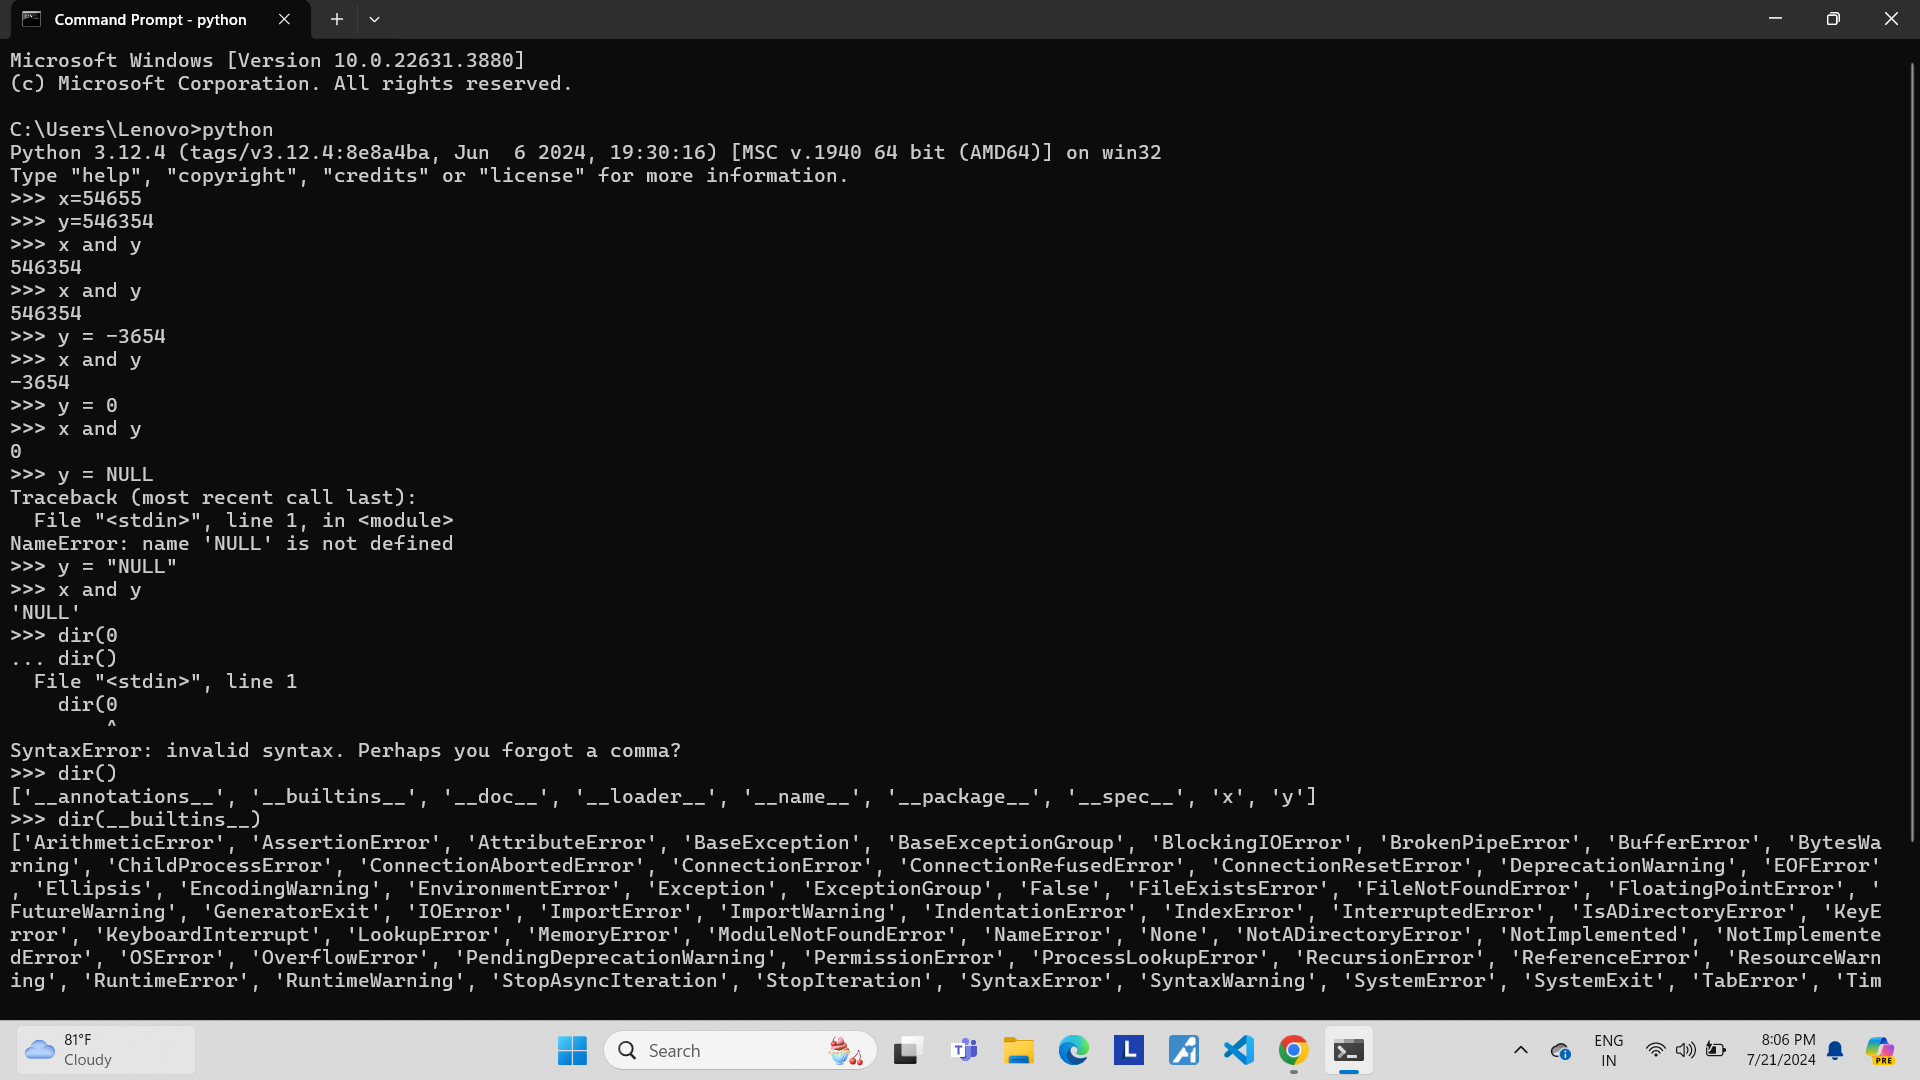 Command Prompt - python
Microsoft Windows [Version 10.0.22631.3880]
(c) Microsoft Corporation. All rights reserved.
C:\Users\Lenovo>python
Python 3.12.4 (tags/v3.12.4:8e8a4ba, Jun  6 2024, 19:30:16) [MSC v.1940 64 bit (AMD64)] on win32
Type "help", "copyright", "credits" or "license" for more information.
>>> x=54655
>>> y=546354
>>> x and y
546354
>>> x and y
546354
>>> y = -3654
>>> x and y
-3654
>>> y = 0
>>> x and y
0
>>> y = NULL
Traceback (most recent call last):
  File "<stdin>", line 1, in <module>
NameError: name 'NULL' is not defined
>>> y = "NULL"
>>> x and y
'NULL'
>>> dir(0
... dir()
  File "<stdin>", line 1
    dir(0
        ^
SyntaxError: invalid syntax. Perhaps you forgot a comma?
>>> dir()
['__annotations__', '__builtins__', '__doc__', '__loader__', '__name__', '__package__', '__spec__', 'x', 'y']
>>> dir(__builtins__)
['ArithmeticError', 'AssertionError', 'AttributeError', 'BaseException', 'BaseExceptionGroup', 'BlockingIOError', 'BrokenPipeError', 'BufferError', 'BytesWa
rning', 'ChildProcessError', 'ConnectionAbortedError', 'ConnectionError', 'ConnectionRefusedError', 'ConnectionResetError', 'DeprecationWarning', 'EOFError'
, 'Ellipsis', 'EncodingWarning', 'EnvironmentError', 'Exception', 'ExceptionGroup', 'False', 'FileExistsError', 'FileNotFoundError', 'FloatingPointError', '
FutureWarning', 'GeneratorExit', 'IOError', 'ImportError', 'ImportWarning', 'IndentationError', 'IndexError', 'InterruptedError', 'IsADirectoryError', 'KeyE
rror', 'KeyboardInterrupt', 'LookupError', 'MemoryError', 'ModuleNotFoundError', 'NameError', 'None', 'NotADirectoryError', 'NotImplemented', 'NotImplemente
dError', 'OSError', 'OverflowError', 'PendingDeprecationWarning', 'PermissionError', 'ProcessLookupError', 'RecursionError', 'ReferenceError', 'ResourceWarn
ing', 'RuntimeError', 'RuntimeWarning', 'StopAsyncIteration', 'StopIteration', 'SyntaxError', 'SyntaxWarning', 'SystemError', 'SystemExit', 'TabError', 'Tim
81°F
Cloudy
Search
T
L
ENG
IN
8:06 PM
7/21/2024
PRE